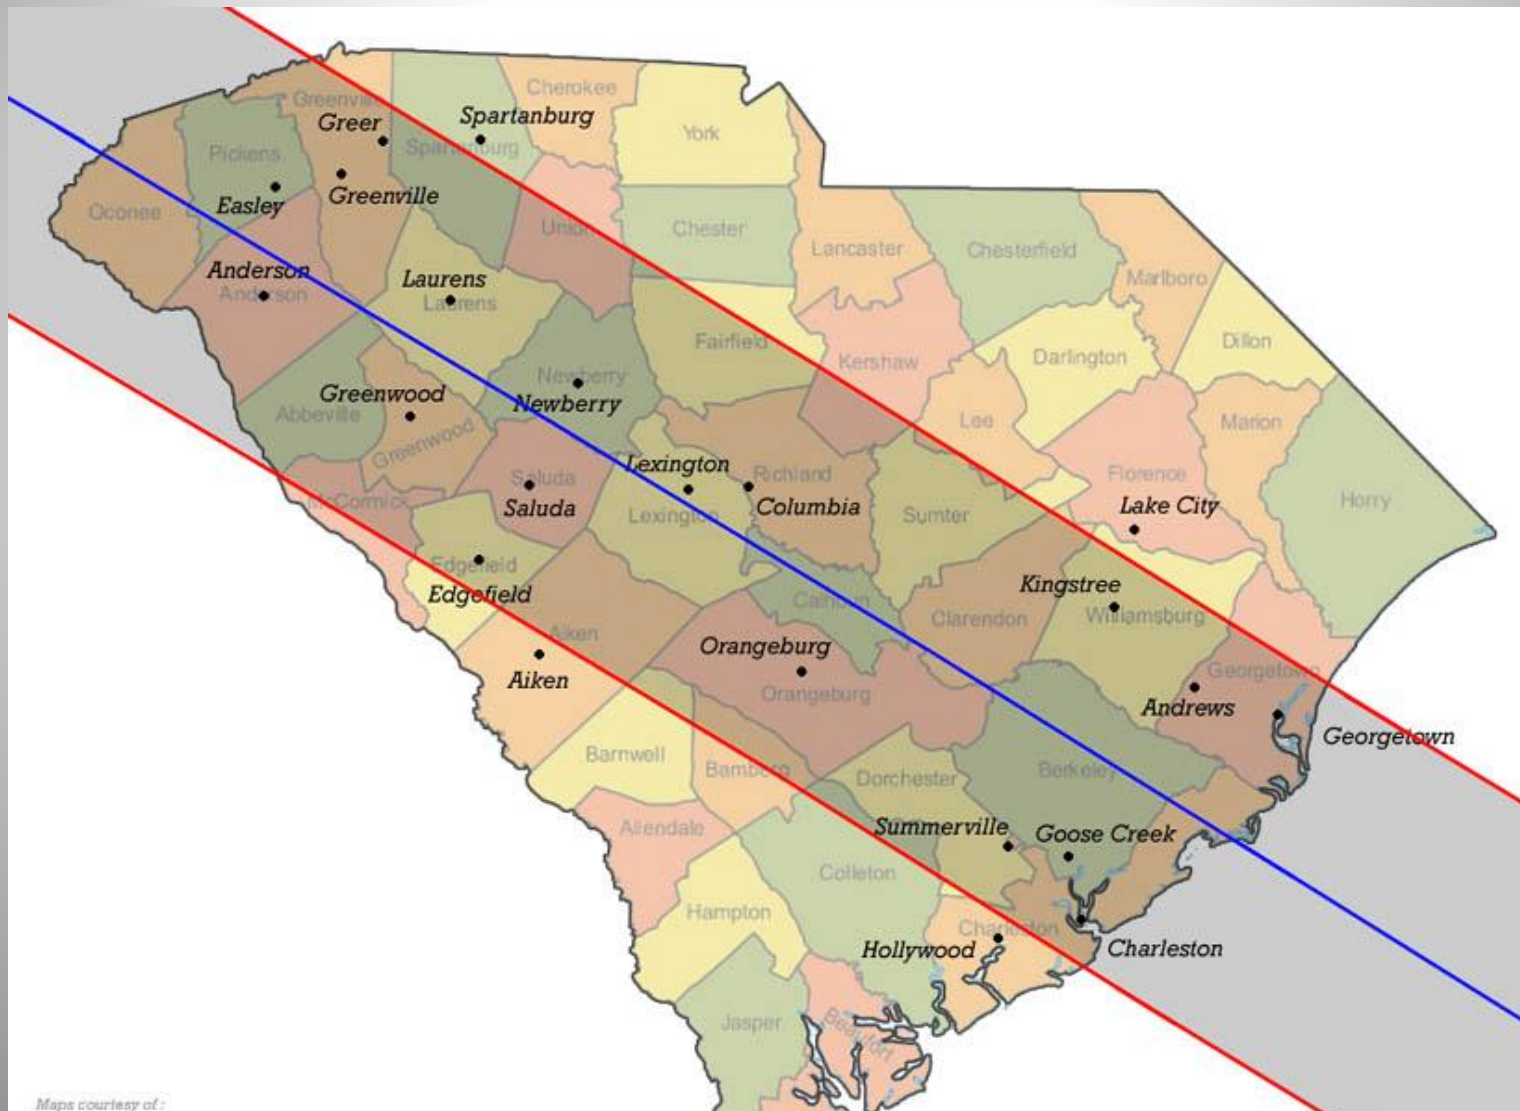 Cherokee
Greenville
Spartanburg
Greer
York
Spartanburg
Pickens
Greenville
Easley
Oconee
Union
Chester
Lancaster
Chesterfield
Marlboro
Anderson
Anderson
Laurens
Laurens
Fairfield
Kershaw
Darlington
Dillon
Newberry
Newberry
Greenwood
Abbeville
Greenwood
Lee
Marion
Lexington
Richland
Florence
Saluda
Saluda
McCormick
Lexington
Columbia
Sumter
Lake City
Horry
Edgefield
Edgefield
Kingstree
Calhoun
Clarendon
Williamsburg
Aiken
Aiken
Orangeburg
Orangeburg
Georgetown
Andrews
Georgetown
Barnwell
Bamberg
Dorchester
Berkeley
Allendale
Summerville
Goose Creek
Colleton
Hampton
Charleston
Hollywood
Charleston
Jasper
Beaufort
Maps courtesy of :